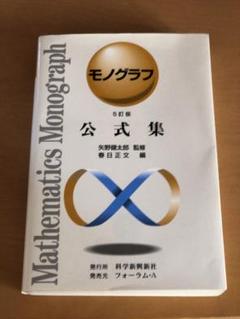 Mathematics Monograph
モノグラフ
5訂版
公式集
矢野健太郎 監修
春日正文 編
発行所 科学新興新社
発売元 フォーラム・A